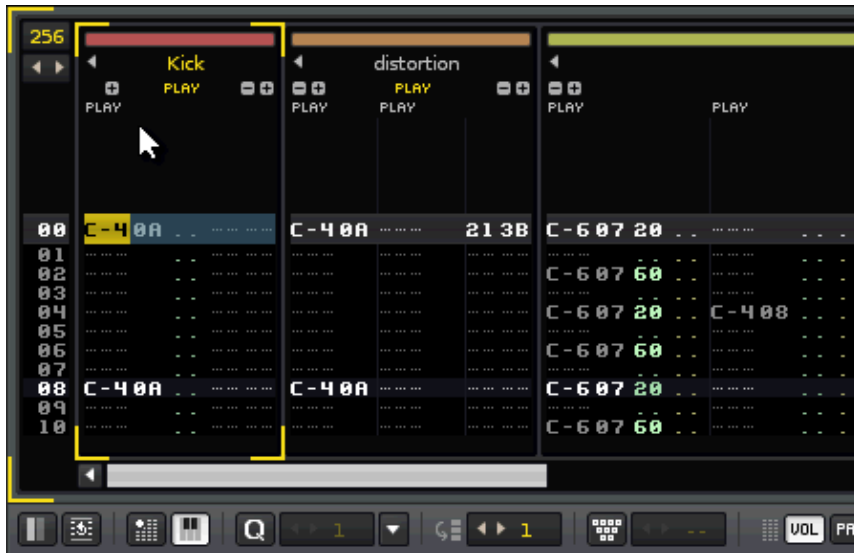 256
Kick distortion
PLAY PLAY
PLAY PLAY PLAY PLAY PLAY
00 C-4 0A .. C-4 0A 21 3B C-6 07 20 ..
01
02 C-6 07 60 ..
03
04 C-6 07 20 .. C-4 08
05
06 C-6 07 60 ..
07
08 C-4 0A .. C-4 0A C-6 07 20 ..
09
10 C-6 07 60 ..
Q 1 1 -- VOL PA